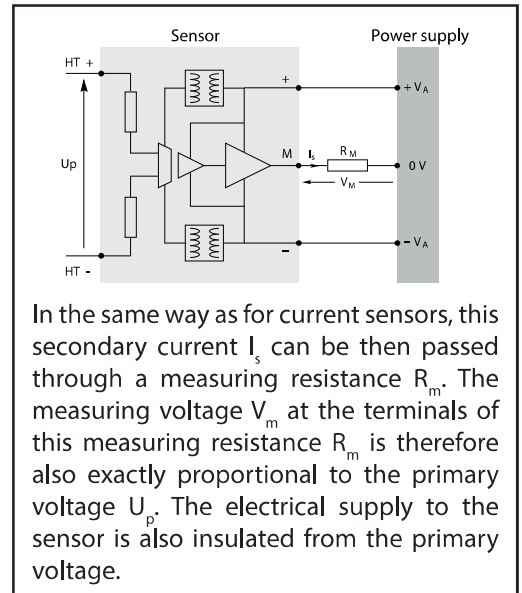 Sensor Power supply
HT +
+ + VA
Up
M Is RM 0 V
VM
– – VA
HT -
In the same way as for current sensors, this
secondary current Is can be then passed
through a measuring resistance Rm. The
measuring voltage Vm at the terminals of
this measuring resistance Rm is therefore
also exactly proportional to the primary
voltage Up. The electrical supply to the
sensor is also insulated from the primary
voltage.